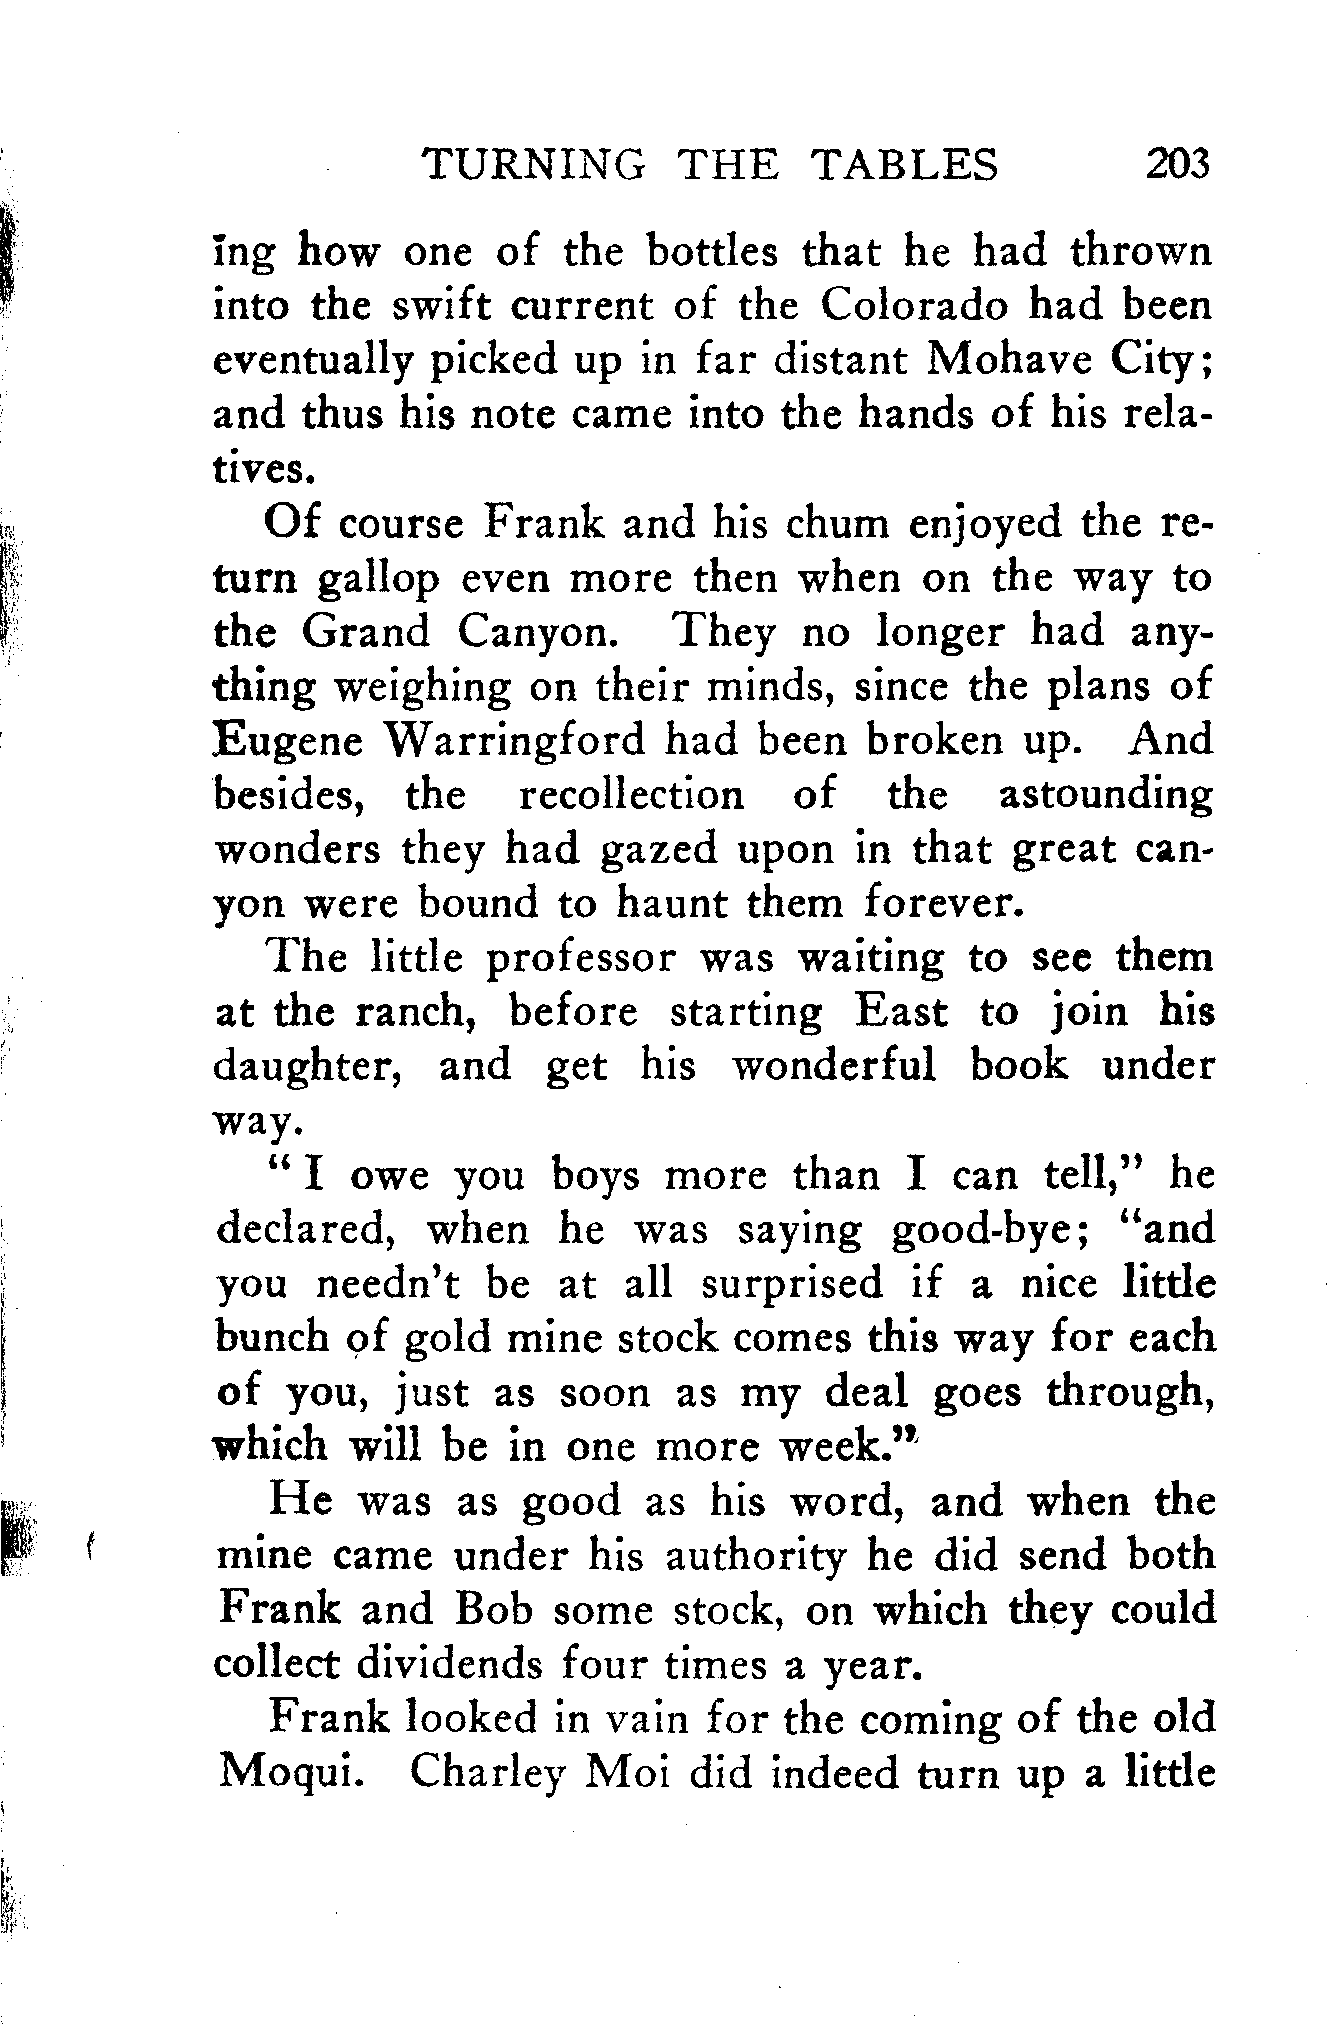 TURNING THE TABLES 203
ing how one of the bottles that he had thrown
into the swift current of the Colorado had been
eventually picked up in far distant Mohave City;
and thus his note came into the hands of his rela-
tives.
Of course Frank and his chum enjoyed the re-
turn gallop even more then when on the way to
the Grand Canyon. They no longer had any-
thing weighing on their minds, since the plans of
Eugene Warringford had been broken up. And
besides, the recollection of the astounding
wonders they had gazed upon in that great can-
yon were bound to haunt them forever.
The little professor was waiting to see them
at the ranch, before starting East to join his
daughter, and get his wonderful book under
way.
“ I owe you boys more than I can tell,” he
declared, when he was saying good-bye; “and
you needn't be at all surprised if a nice little
bunch of gold mine stock comes this way for each
of you, just as soon as my deal goes through,
which will be in one more week.”
He was as good as his word, and when the
mine came under his authority he did send both
Frank and Bob some stock, on which they could
collect dividends four times a year.
Frank looked in vain for the coming of the old
Moqui. Charley Moi did indeed turn up a little